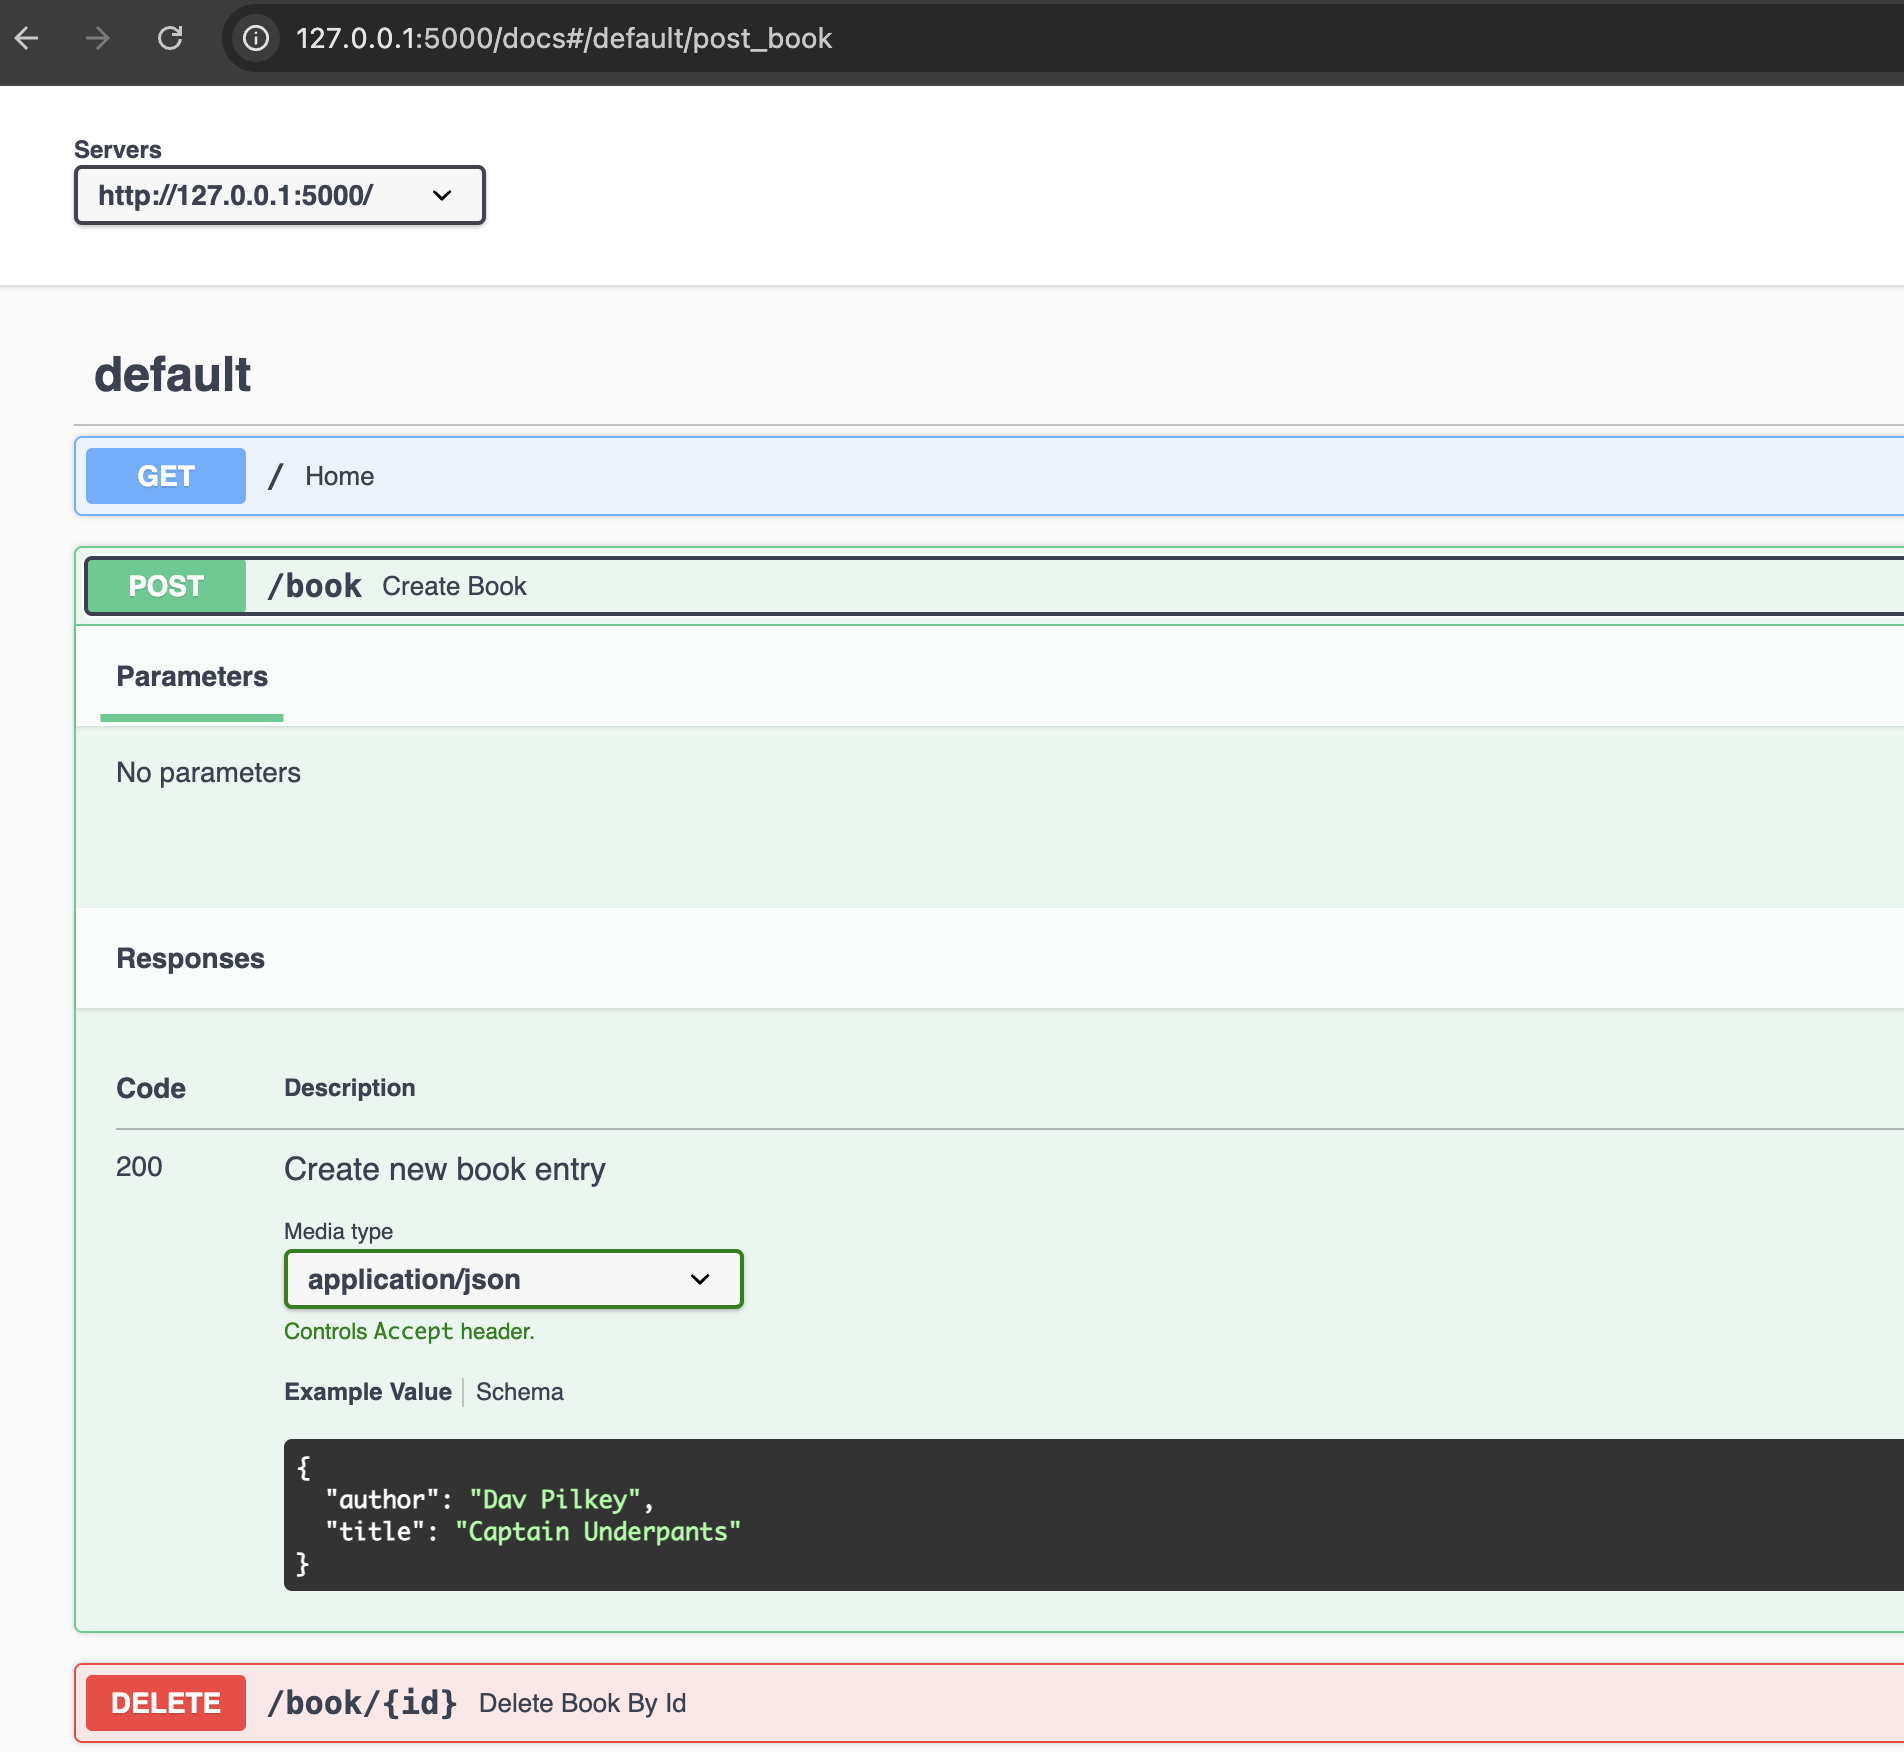 127.0.0.1:5000/docs#/default/post_book
Servers
http://127.0.0.1:5000/
default
GET / Home
POST /book Create Book
Parameters
No parameters
Responses
Code Description
200 Create new book entry
Media type
application/json
Controls Accept header.
Example Value Schema
{
"author": "Dav Pilkey",
"title": "Captain Underpants"
}
DELETE /book/{id} Delete Book By Id